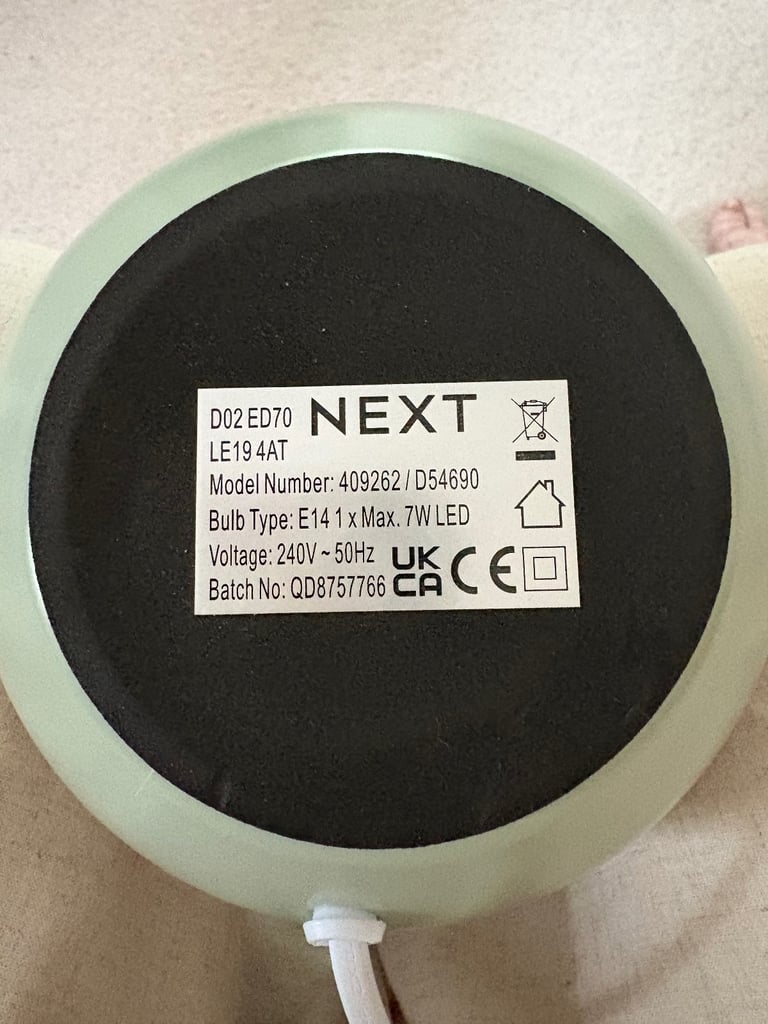 D02 ED70 NEXT
LE19 4AT
Model Number: 409262 / D54690
Bulb Type: E14 1 x Max. 7W LED
Voltage: 240V ~ 50Hz
Batch No: QD8757766
UK
CA CE